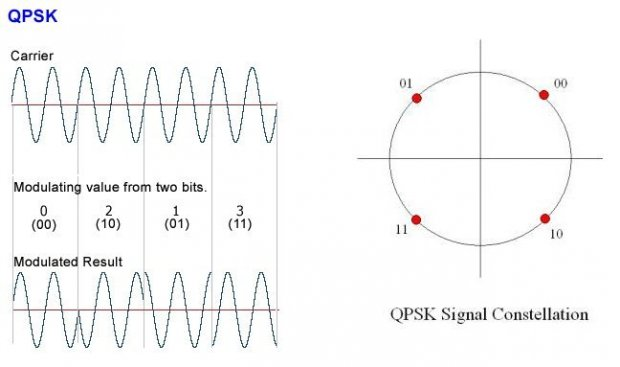 QPSK
Carrier
Modulating value from two bits.
0 2 1 3
(00) (10) (01) (11)
Modulated Result
01 00
11 10
QPSK Signal Constellation